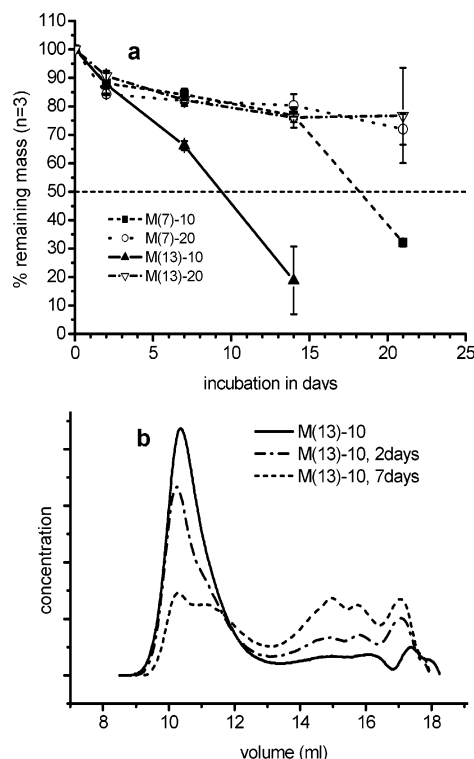 110
a
100
90
80
70
60
50
40
30
20
10
0
% remaining mass (n=3)
M(7)-10
M(7)-20
M(13)-10
M(13)-20
0 5 10 15 20 25
incubation in days
b
M(13)-10
M(13)-10, 2days
M(13)-10, 7days
concentration
8 10 12 14 16 18
volume (ml)